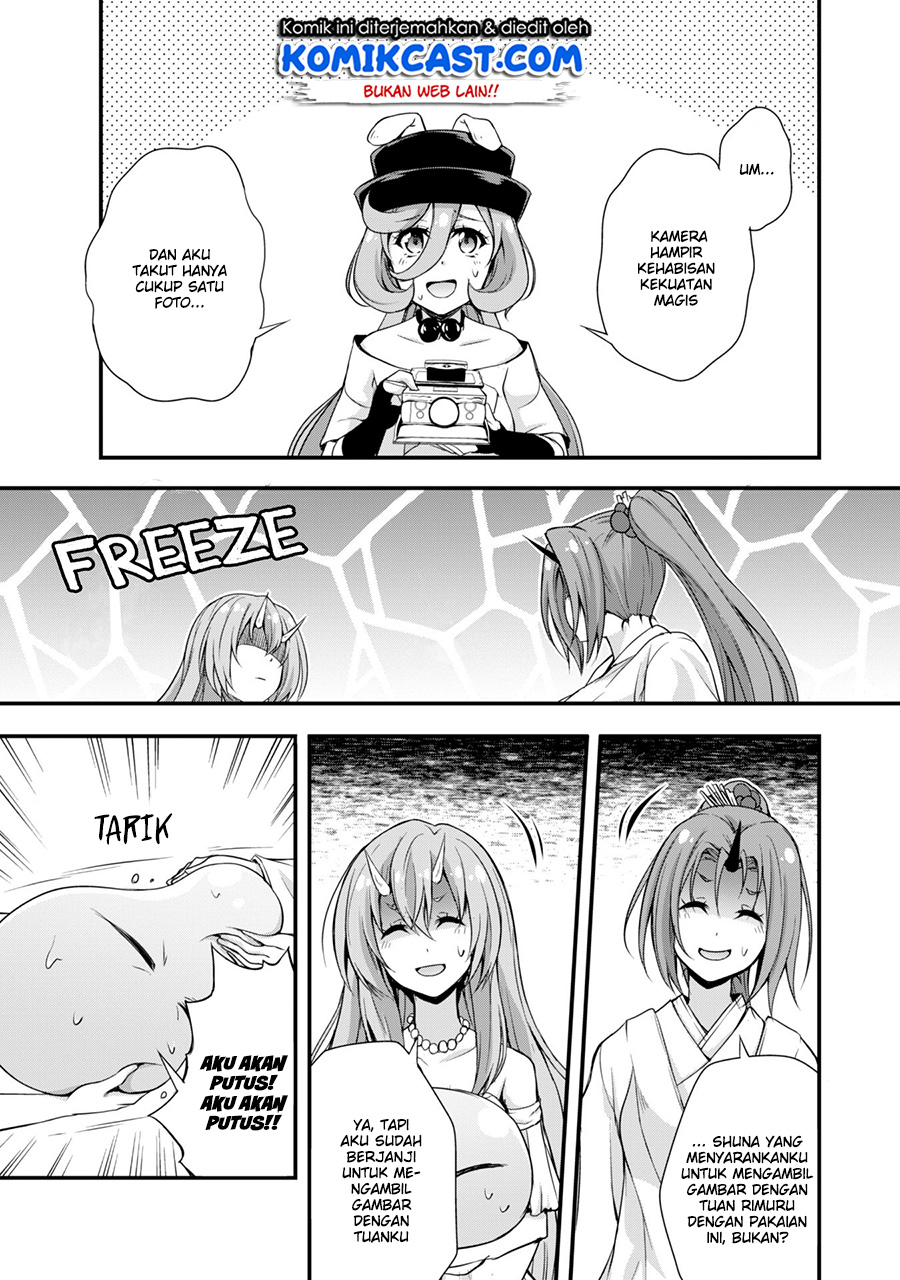 Komik ini diterjemahkan & diedit oleh
KOMIKCAST.COM
BUKAN WEB LAIN!!
UM...
KAMERA
HAMPIR
KEHABISAN
KEKUATAN
MAGIS
DAN AKU
TAKUT HANYA
CUKUP SATU
FOTO...
FREEZE
... SHUNA YANG
MENYARANKANKU
UNTUK MENGAMBIL
GAMBAR DENGAN
TUAN RIMURU
DENGAN PAKAIAN
INI, BUKAN?
YA, TAPI
AKU SUDAH
BERJANJI
UNTUK ME-
NGAMBIL
GAMBAR
DENGAN
TUANKU
TARIK
AKU AKAN
PUTUS!
AKU AKAN
PUTUS!!